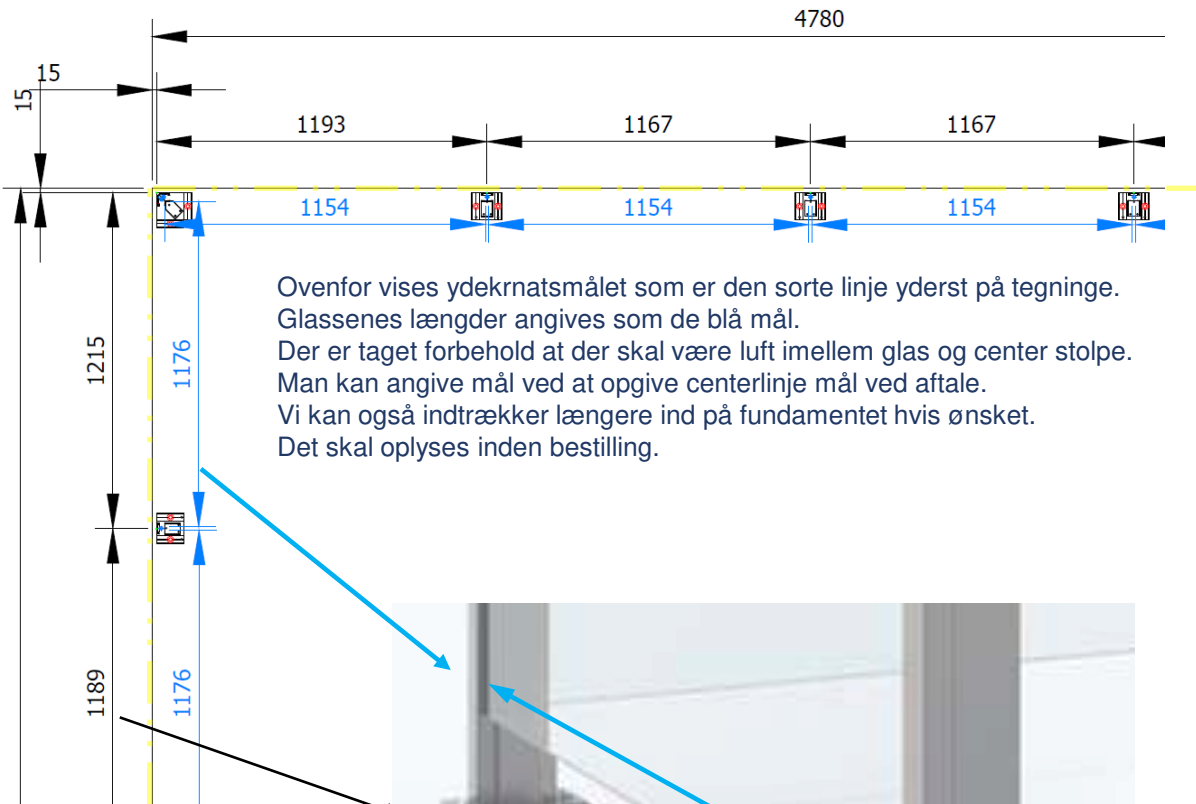 4780
15
15
1193
1167
1167
1154
1154
1154
Ovenfor vises ydekrnatsmålet som er den sorte linje yderst på tegninge.
Glassenes længder angives som de blå mål.
Der er taget forbehold at der skal være luft imellem glas og center stolpe.
Man kan angive mål ved at opgive centerlinje mål ved aftale.
Vi kan også indtrækker længere ind på fundamentet hvis ønsket.
Det skal oplyses inden bestilling.
1215
1176
1189
1176